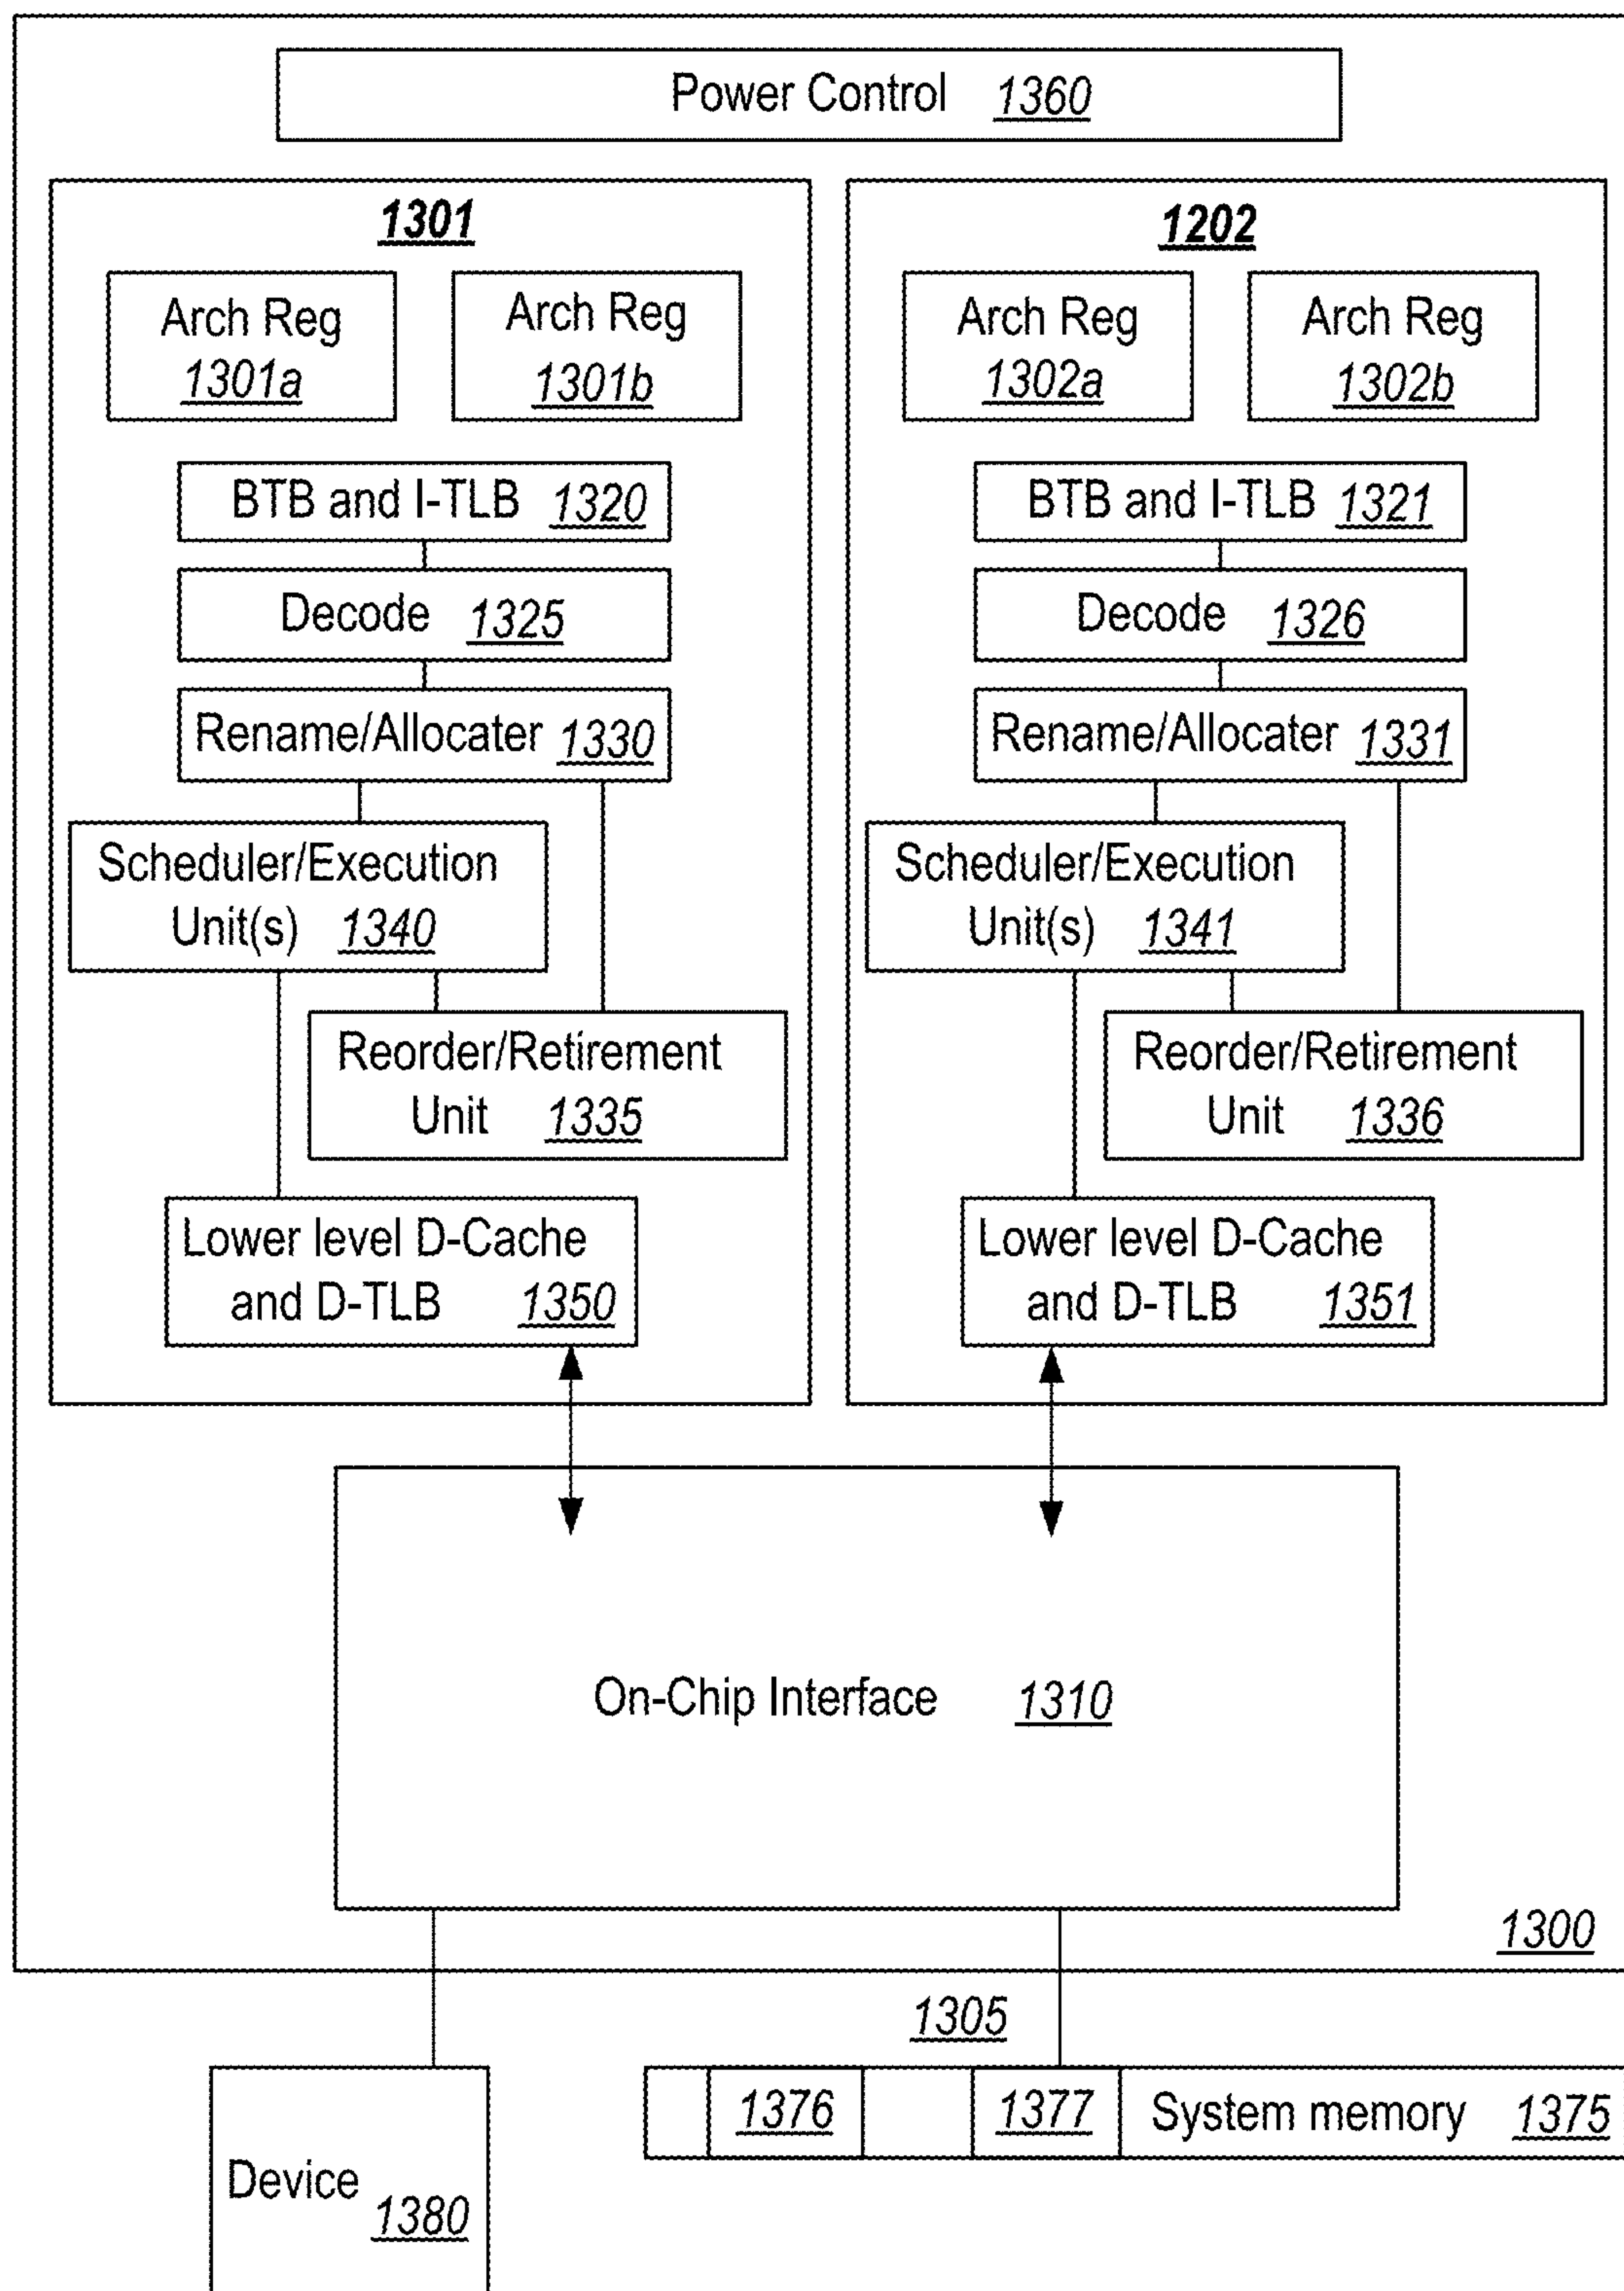 Power Control 1360
1301
Arch Reg
1301a
Arch Reg
1301b
BTB and I-TLB 1320
Decode 1325
Rename/Allocater 1330
Scheduler/Execution
Unit(s) 1340
Reorder/Retirement
Unit 1335
Lower level D-Cache
and D-TLB 1350
1202
Arch Reg
1302a
Arch Reg
1302b
BTB and I-TLB 1321
Decode 1326
Rename/Allocater 1331
Scheduler/Execution
Unit(s) 1341
Reorder/Retirement
Unit 1336
Lower level D-Cache
and D-TLB 1351
On-Chip Interface 1310
1300
1305
1376
1377
System memory 1375
Device 1380